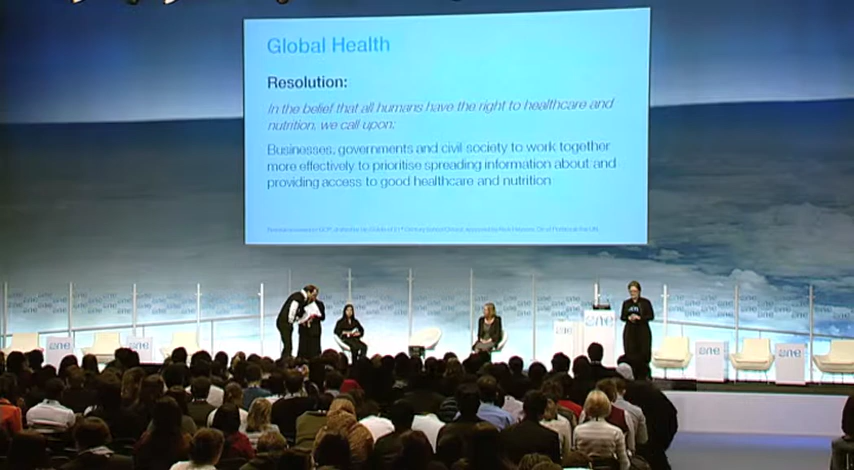 Global Health
Resolution:
In the belief that all humans have the right to healthcare and
nutrition, we call upon:
Businesses, governments and civil society to work together
more effectively to prioritise spreading information about and
providing access to good healthcare and nutrition
one
one
one
one
one